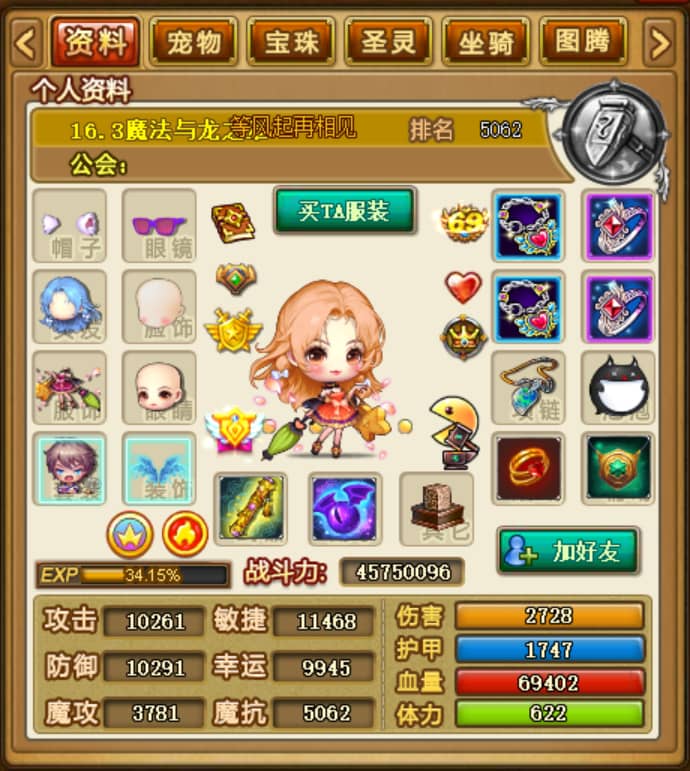 资料 宠物 宝珠 圣灵 坐骑 图腾
个人资料
16.3魔法与龙之 等风起再相见 排名 5062
公会:
买TA服装
69
帽子 眼镜
脸饰
服饰 眼睛 项链
套装 装饰
其它
加好友
EXP 34.15% 战斗力: 45750096
攻击 10261 敏捷 11468 伤害 2728
防御 10291 幸运 9945 护甲 1747
血量 69402
魔攻 3781 魔抗 5062 体力 622